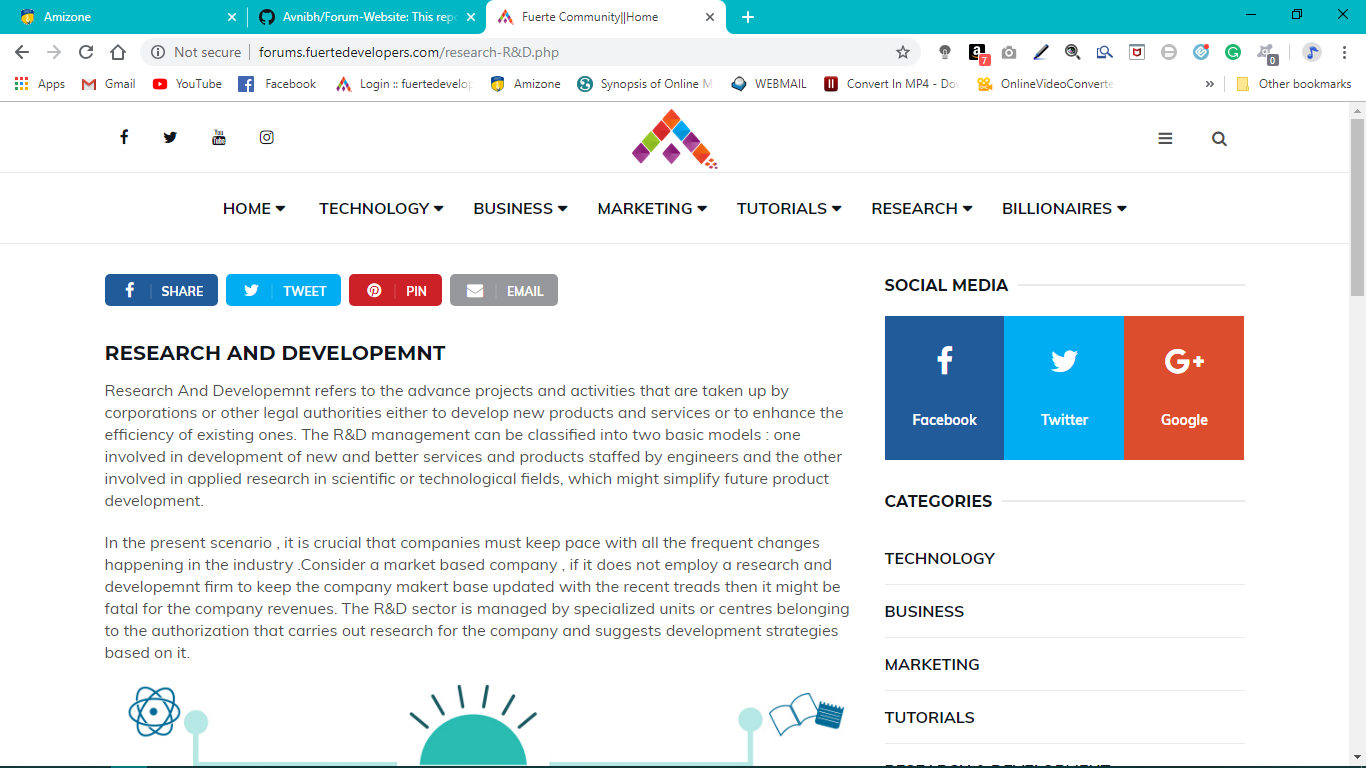 Amizone
Avnibh/Forum-Website: This repo
Fuerte Community||Home
Not secure
forums.fuertedevelopers.com/research-R&D.php
7
0
Apps
Gmail
YouTube
Facebook
Login :: fuertedevelop
Amizone
Synopsis of Online M
WEBMAIL
Convert In MP4 - Dow
OnlineVideoConverte
Other bookmarks
You
Tube
HOME
TECHNOLOGY
BUSINESS
MARKETING
TUTORIALS
RESEARCH
BILLIONAIRES
SHARE
TWEET
PIN
EMAIL
RESEARCH AND DEVELOPEMNT
Research And Developemnt refers to the advance projects and activities that are taken up by
corporations or other legal authorities either to develop new products and services or to enhance the
efficiency of existing ones. The R&D management can be classified into two basic models : one
involved in development of new and better services and products staffed by engineers and the other
involved in applied research in scientific or technological fields, which might simplify future product
development.
In the present scenario , it is crucial that companies must keep pace with all the frequent changes
happening in the industry .Consider a market based company , if it does not employ a research and
developemnt firm to keep the company makert base updated with the recent treads then it might be
fatal for the company revenues. The R&D sector is managed by specialized units or centres belonging
to the authorization that carries out research for the company and suggests development strategies
based on it.
SOCIAL MEDIA
Facebook
Twitter
Google
CATEGORIES
TECHNOLOGY
BUSINESS
MARKETING
TUTORIALS
RESEARCH & DEVELOPMENT